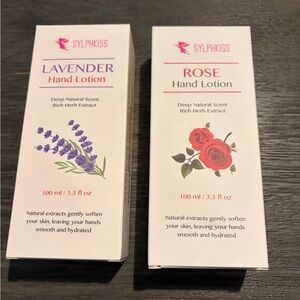 SYLPHKISS
LAVENDER
Hand Lotion
Deep Natural Scent
Rich Herb Extract
100 ml / 3.3 fl oz
Natural extracts gently soften
your skin, leaving your hands
smooth and hydrated
SYLPHKISS
ROSE
Hand Lotion
Deep Natural Scent
Rich Herb Extract
100 ml / 3.3 fl oz
Natural extracts gently soften
your skin, leaving your hands
smooth and hydrated